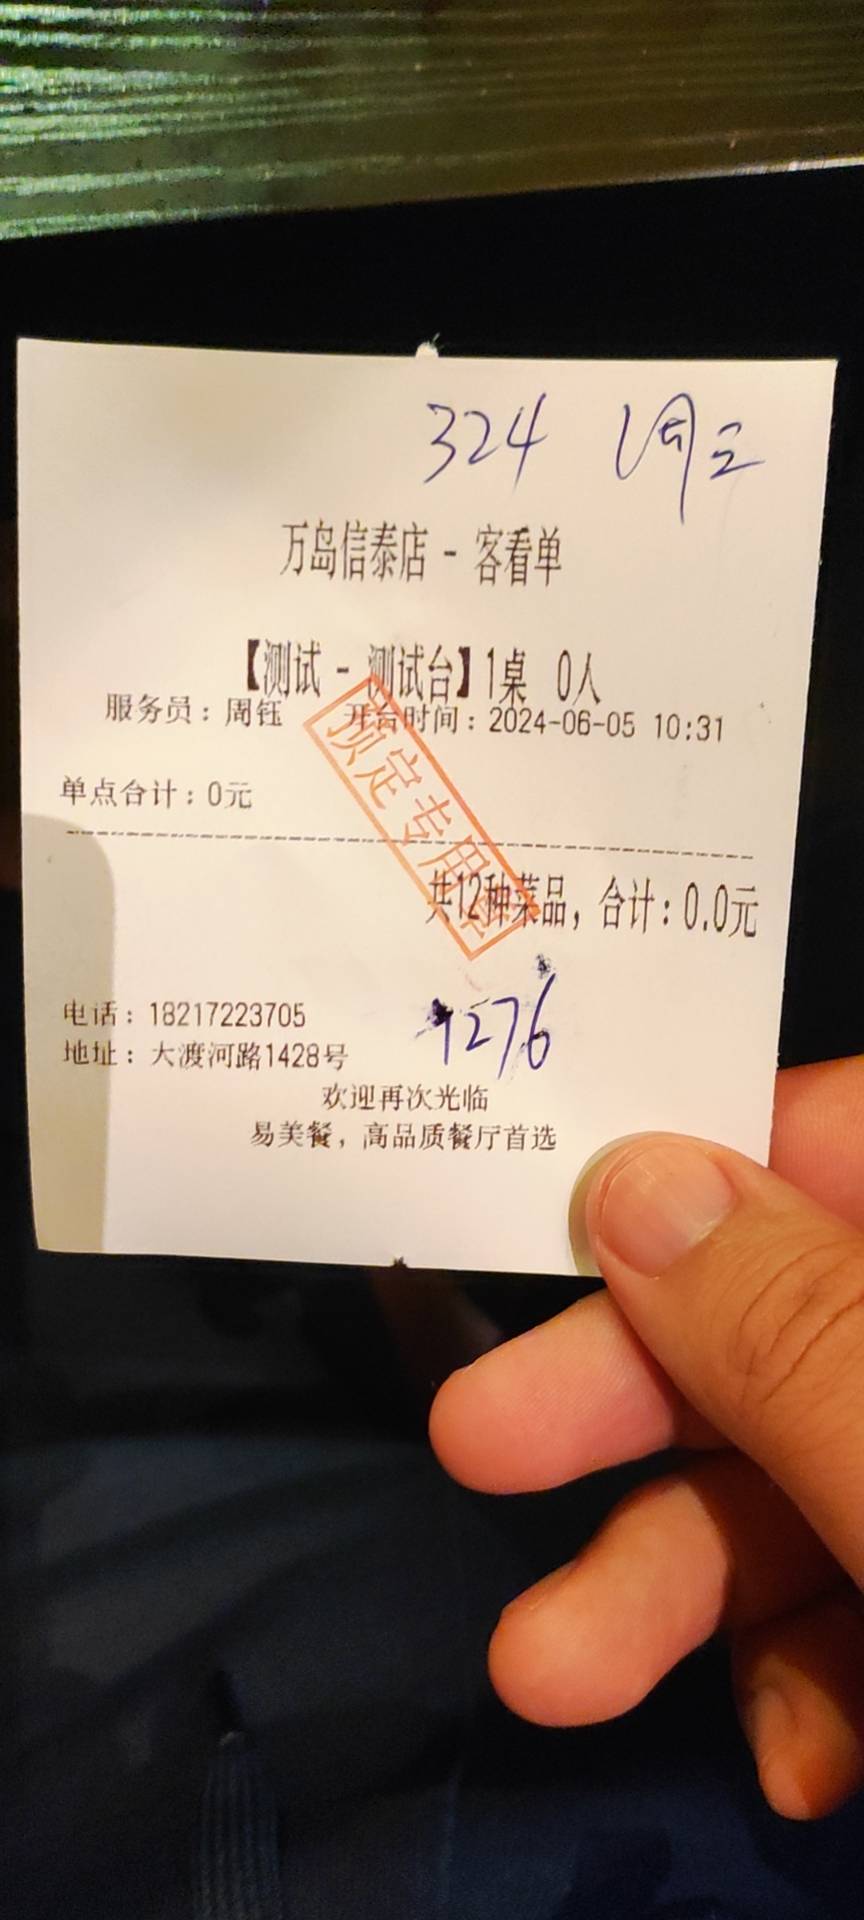 324 周三
万岛信泰店 - 客看单
【测试 - 测试台】1桌 0人
服务员：周钰 开台时间：2024-06-05 10:31
预定专用章
单点合计：0元
共12种菜品，合计：0.0元
电话：18217223705
1276
地址：大渡河路1428号
欢迎再次光临
易美餐，高品质餐厅首选